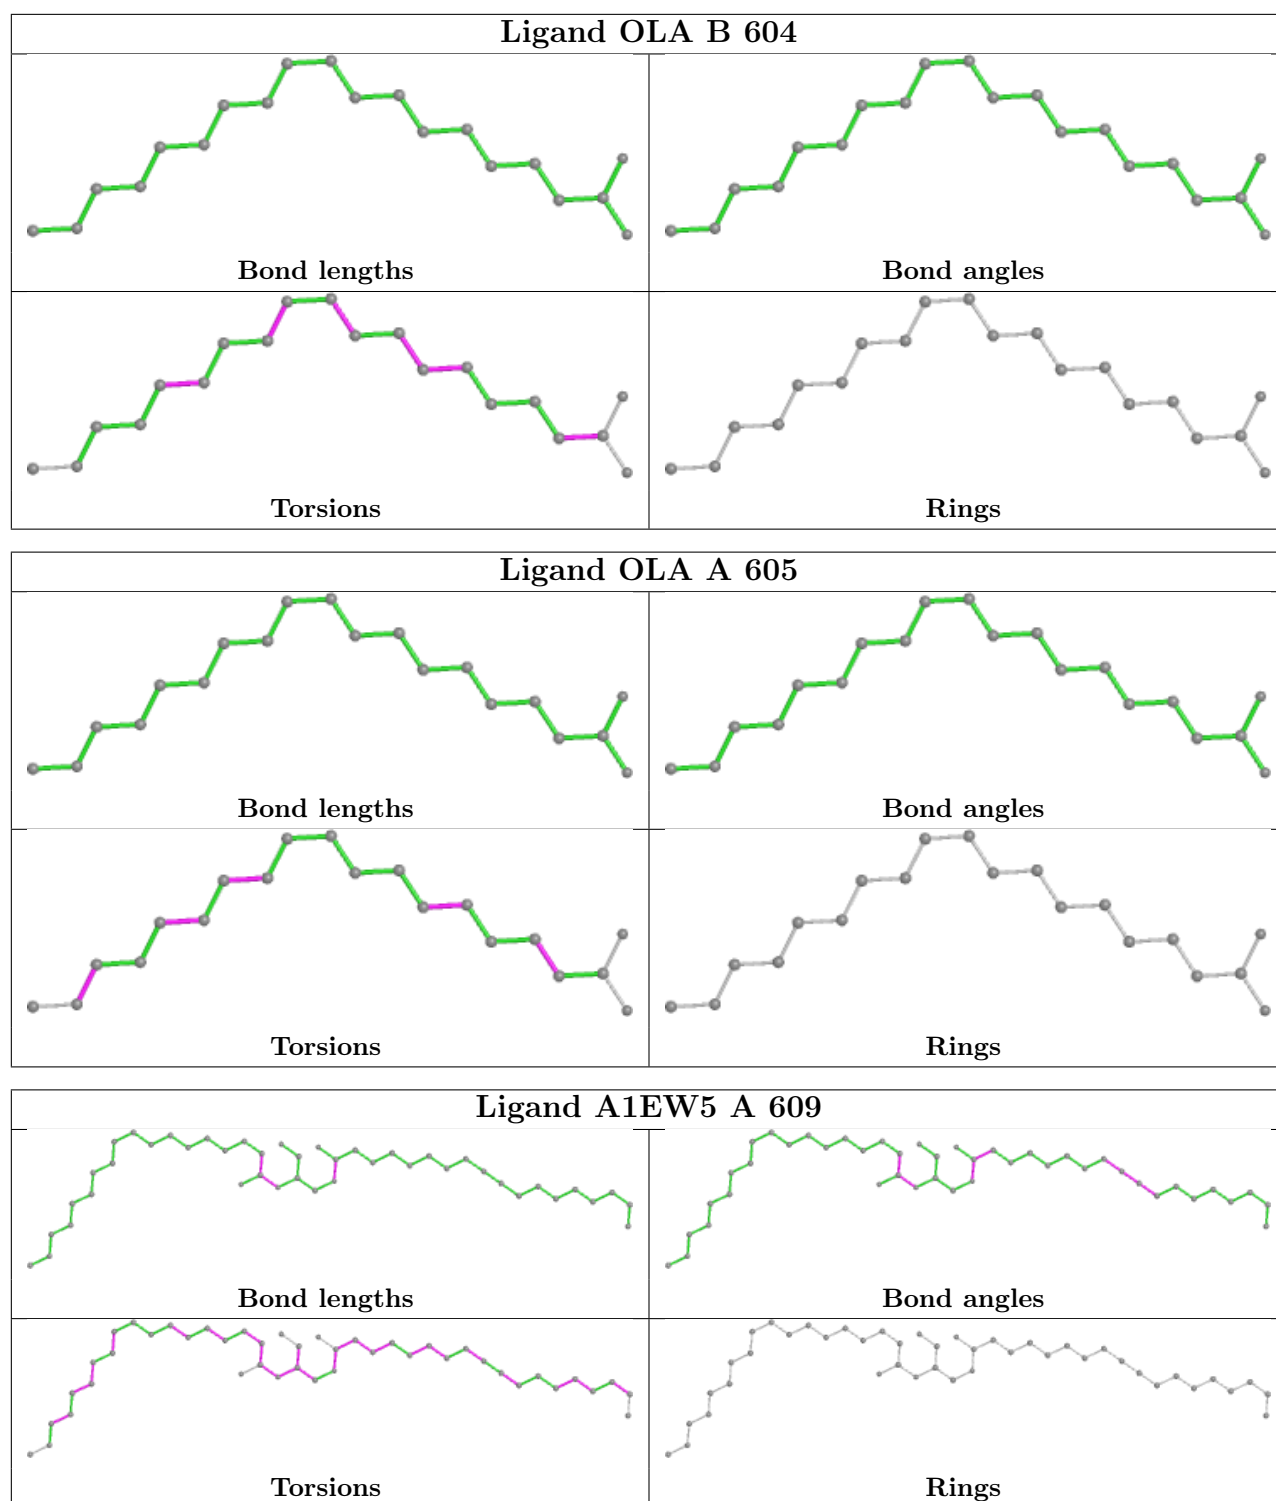 Ligand OLA B 604
Bond lengths
Bond angles
Torsions
Rings
Ligand OLA A 605
Bond lengths
Bond angles
Torsions
Rings
Ligand A1EW5 A 609
Bond lengths
Bond angles
Torsions
Rings